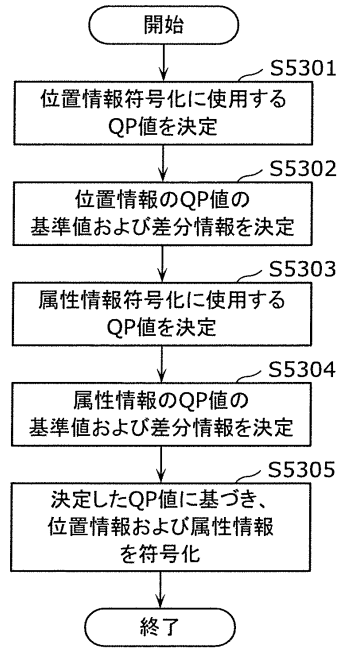 開始
S5301
位置情報符号化に使用する
QP値を決定
S5302
位置情報のQP値の
基準値および差分情報を決定
S5303
属性情報符号化に使用する
QP値を決定
S5304
属性情報のQP値の
基準値および差分情報を決定
S5305
決定したQP値に基づき、
位置情報および属性情報
を符号化
終了